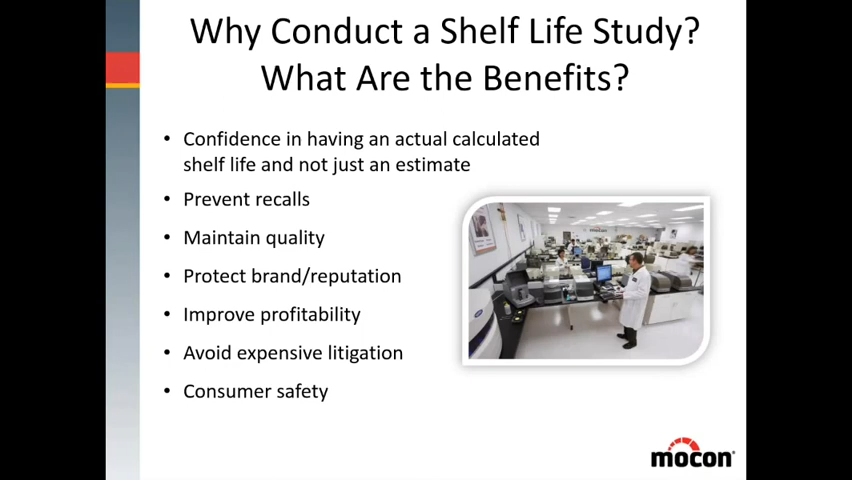 Why Conduct a Shelf Life Study?
What Are the Benefits?
• Confidence in having an actual calculated
shelf life and not just an estimate
• Prevent recalls
• Maintain quality
• Protect brand/reputation
• Improve profitability
• Avoid expensive litigation
• Consumer safety
mocon
mocon®